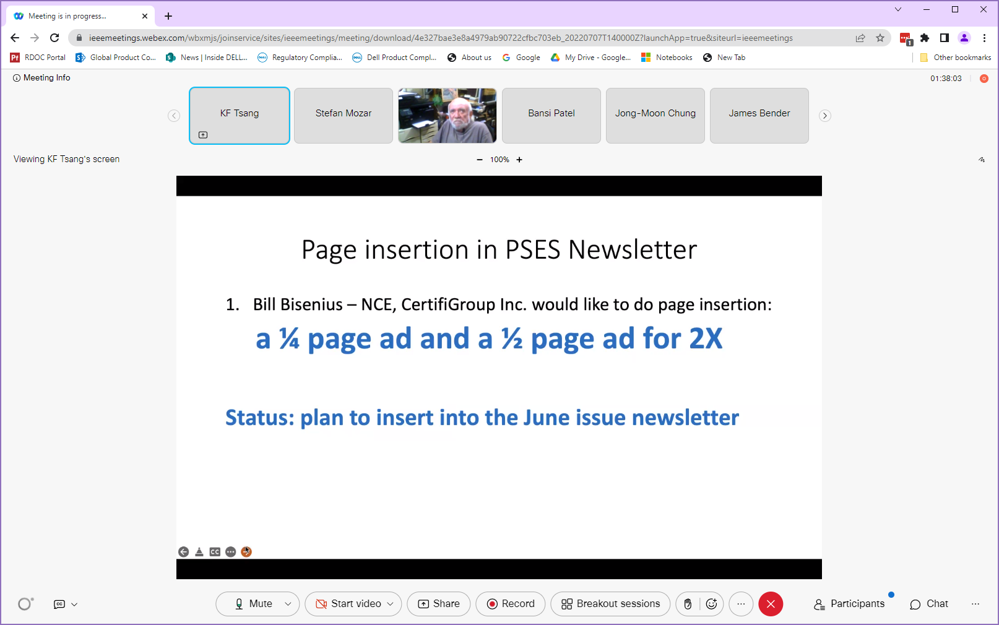 Meeting is in progress...
ieeemeetings.webex.com/wbxmjs/joinservice/sites/ieeemeetings/meeting/download/4e327bae3e8a4979ab90722cfbc703eb_20220707T140000Z?launchApp=true&siteurl=ieeemeetings
1
Pf RDOC Portal Global Product Co... News | Inside DELL... Regulatory Complia... Dell Product Compl... About us Google My Drive - Google... Notebooks New Tab Other bookmarks
Meeting Info
01:38:03
KF Tsang Stefan Mozar Bansi Patel Jong-Moon Chung James Bender
Viewing KF Tsang's screen
100%
Page insertion in PSES Newsletter
1. Bill Bisenius – NCE, CertifiGroup Inc. would like to do page insertion:
a ¼ page ad and a ½ page ad for 2X
Status: plan to insert into the June issue newsletter
CC
CC Mute Start video Share Record Breakout sessions Participants Chat